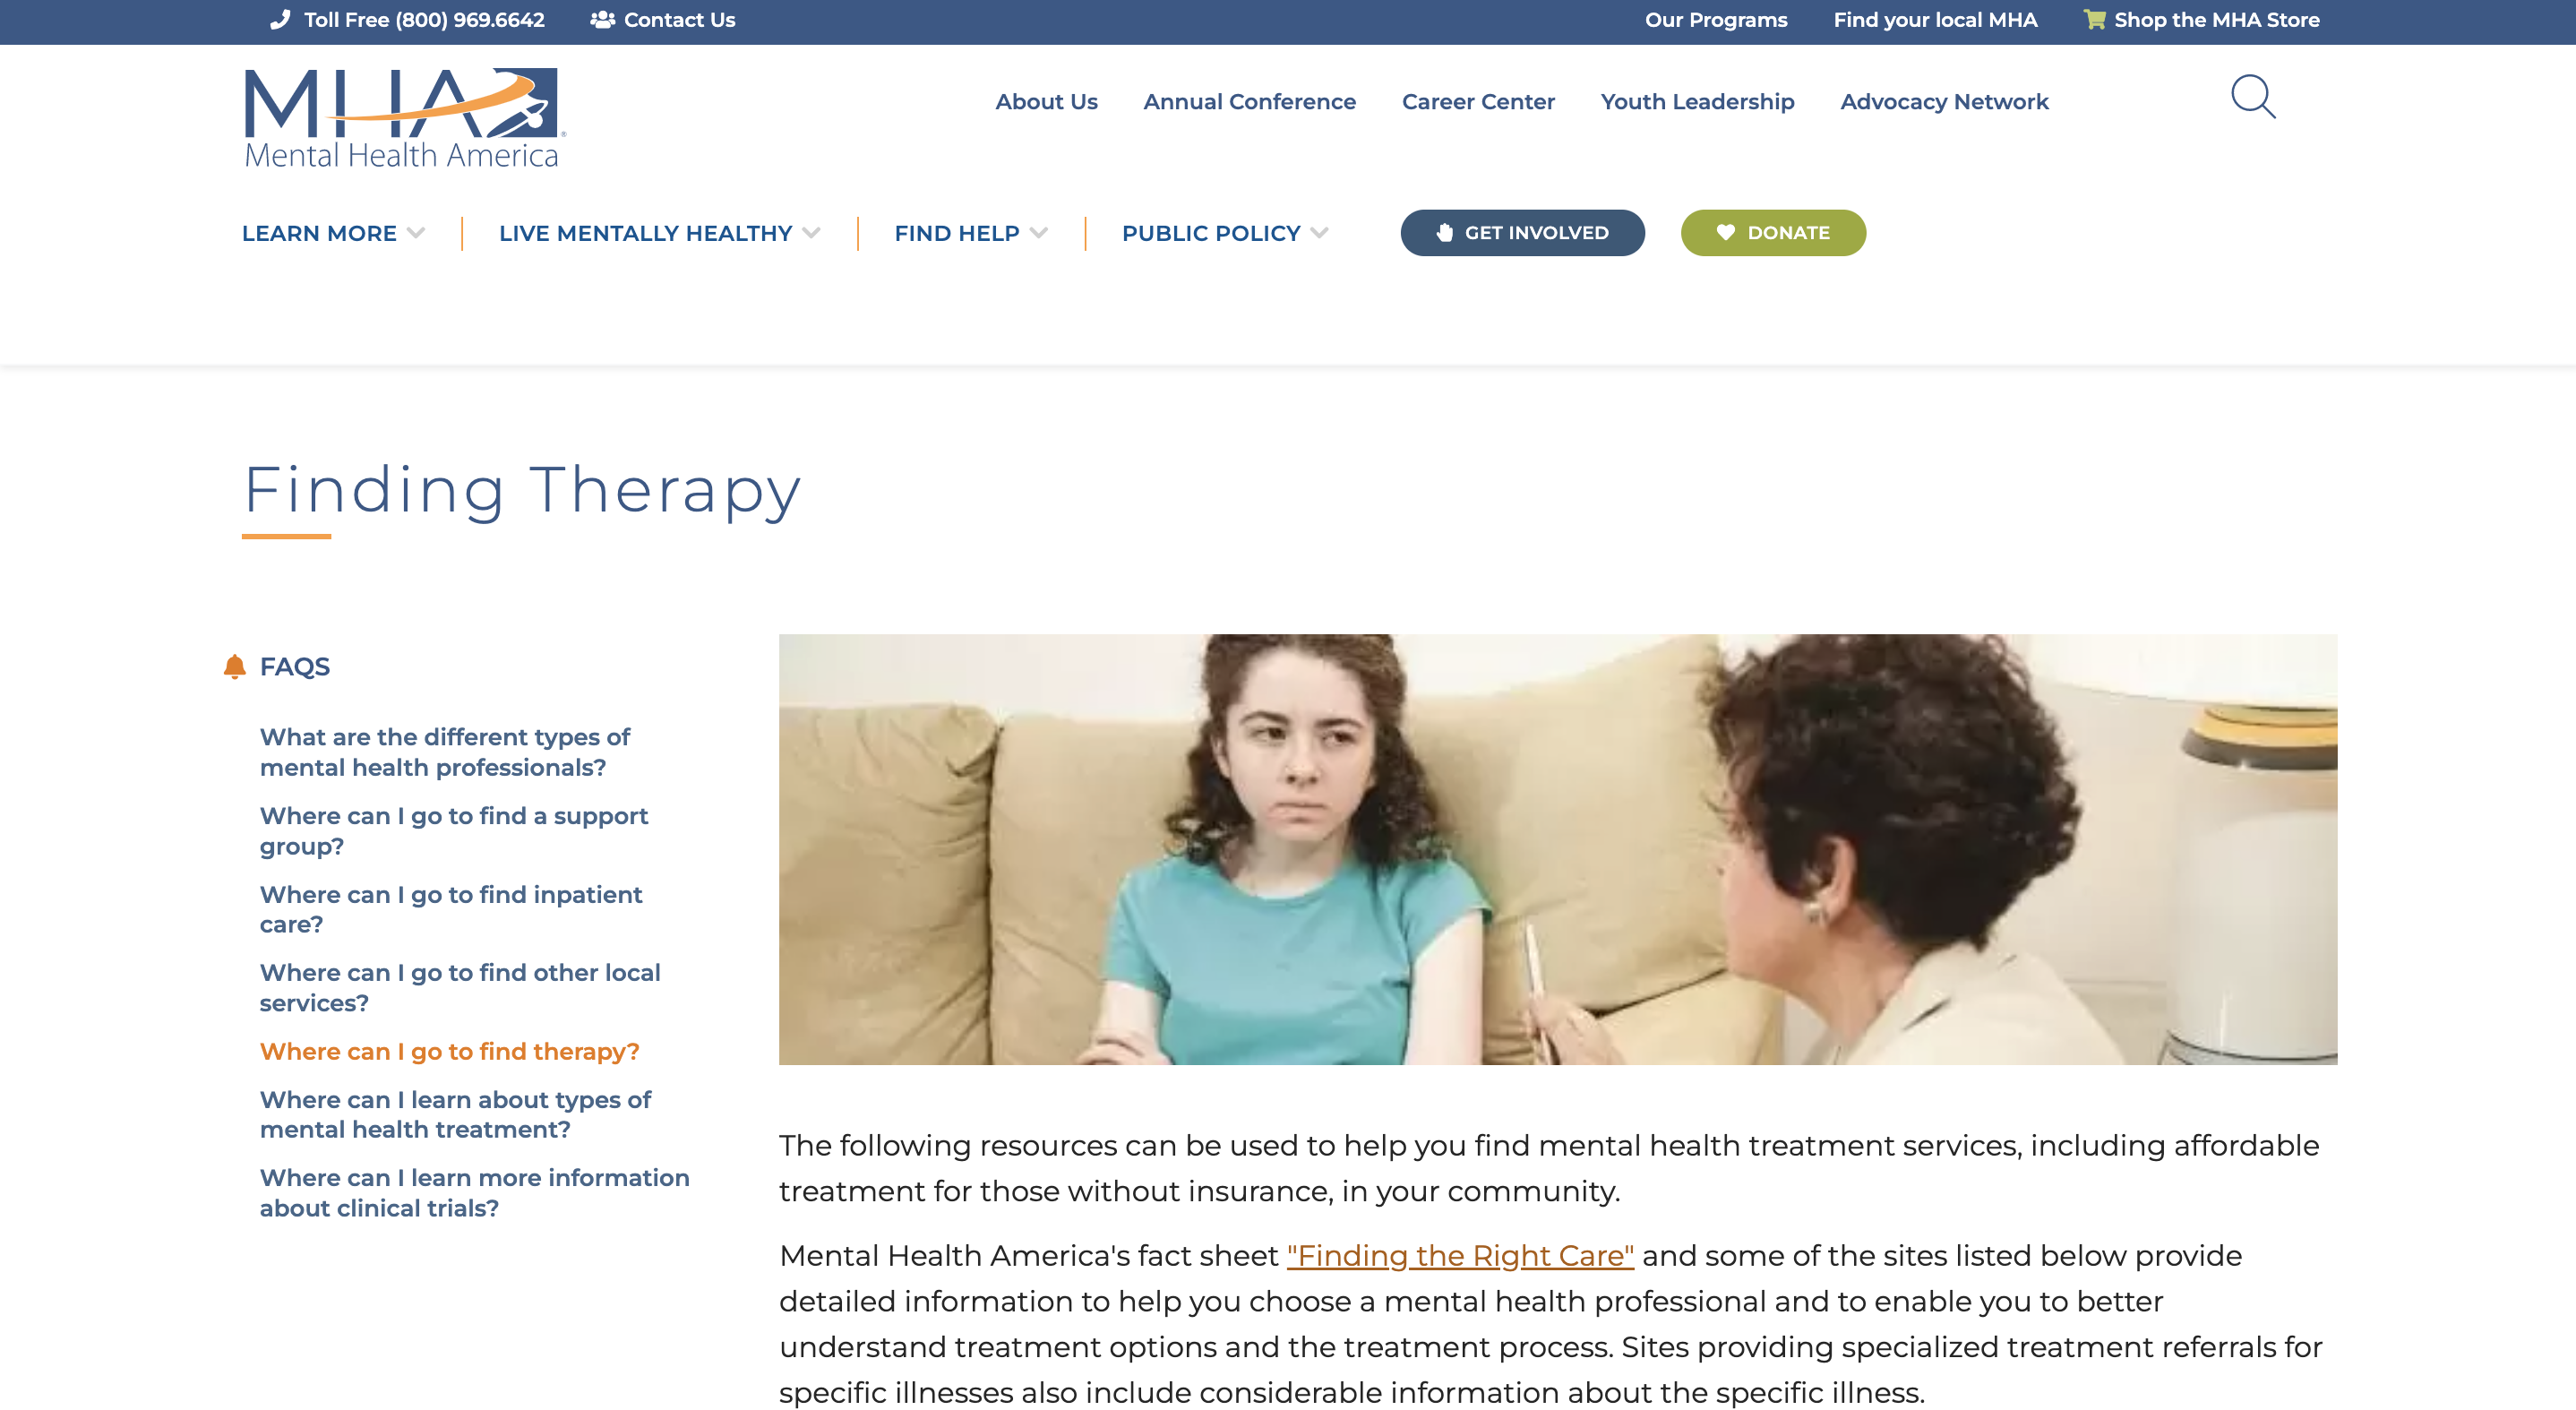 Toll Free (800) 969.6642
Contact Us
Our Programs
Find your local MHA
Shop the MHA Store
MHA
Mental Health America
About Us
Annual Conference
Career Center
Youth Leadership
Advocacy Network
LEARN MORE
LIVE MENTALLY HEALTHY
FIND HELP
PUBLIC POLICY
GET INVOLVED
DONATE
Finding Therapy
FAQS
What are the different types of
mental health professionals?
Where can I go to find a support
group?
Where can I go to find inpatient
care?
Where can I go to find other local
services?
Where can I go to find therapy?
Where can I learn about types of
mental health treatment?
Where can I learn more information
about clinical trials?
The following resources can be used to help you find mental health treatment services, including affordable
treatment for those without insurance, in your community.
Mental Health America's fact sheet "Finding the Right Care" and some of the sites listed below provide
detailed information to help you choose a mental health professional and to enable you to better
understand treatment options and the treatment process. Sites providing specialized treatment referrals for
specific illnesses also include considerable information about the specific illness.